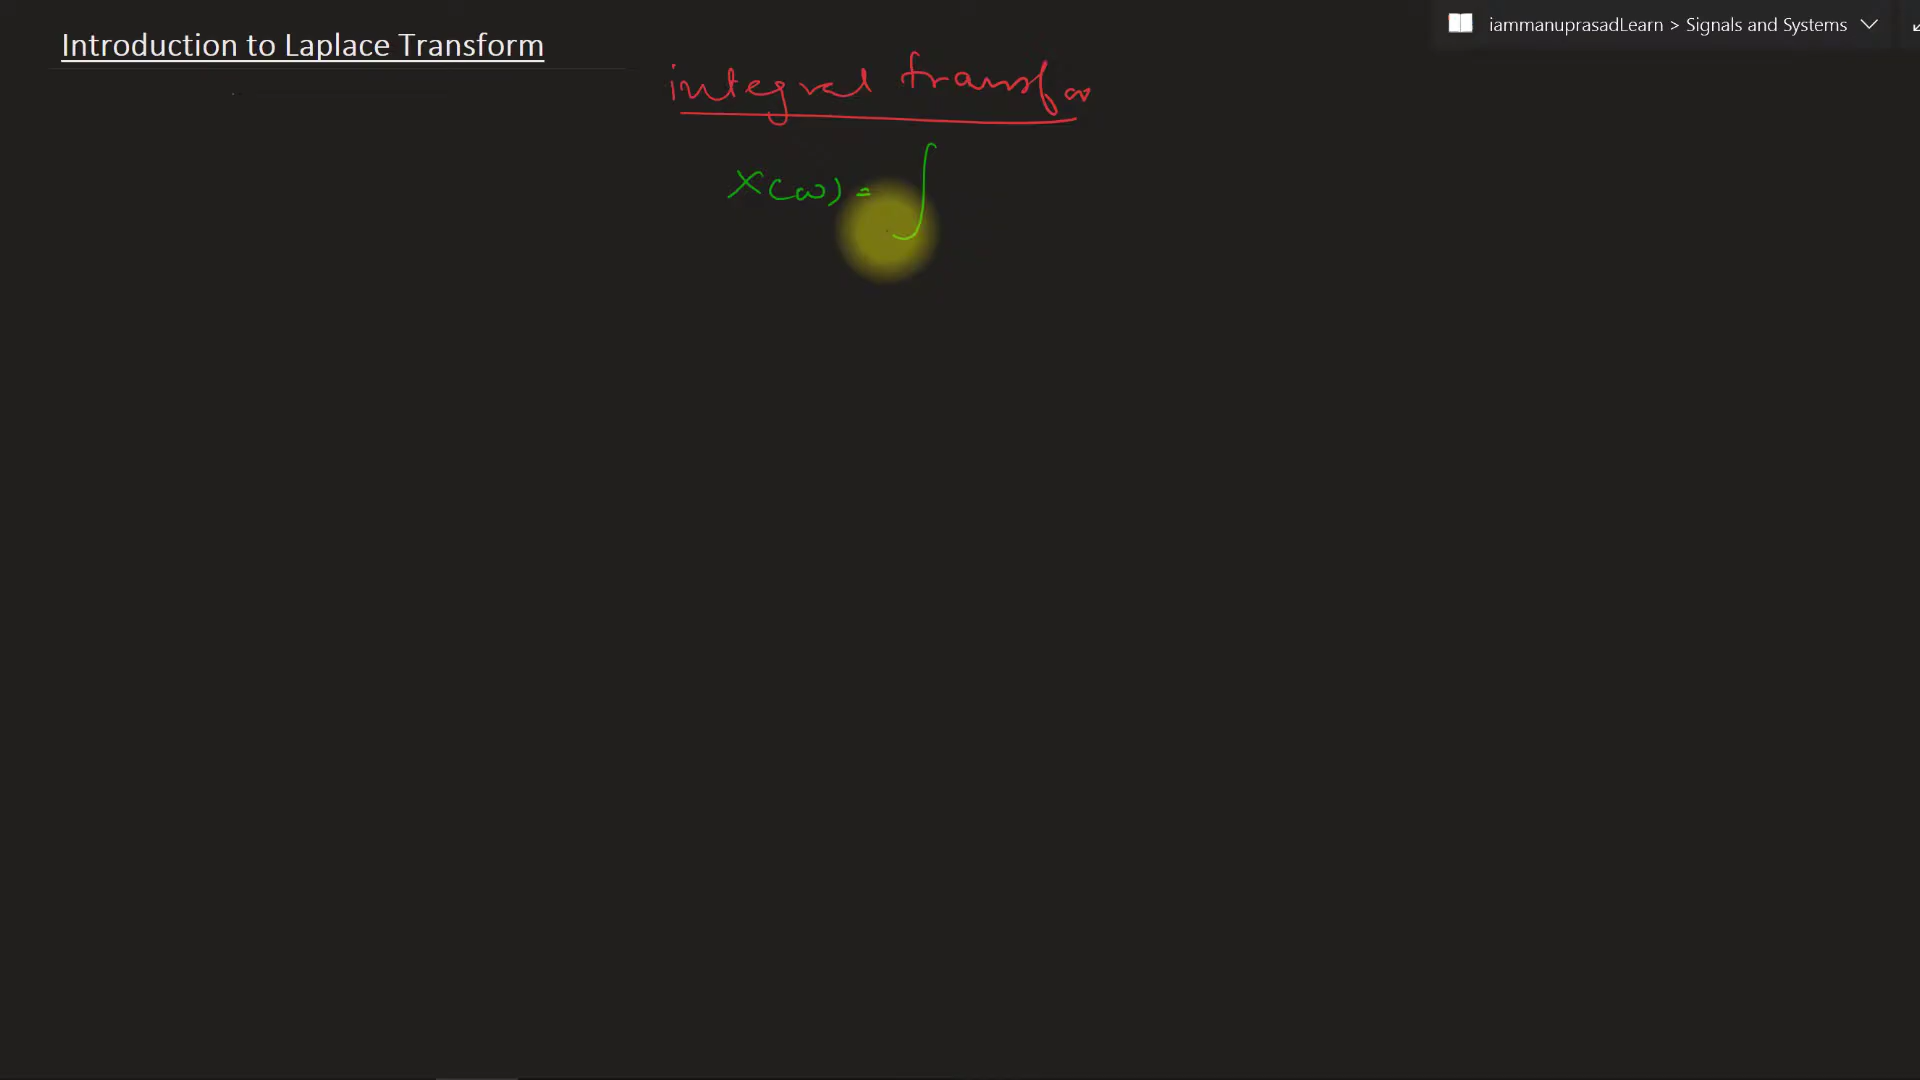 Introduction to Laplace Transform
iammanuprasadLearn > Signals and Systems
integral transfor
X(ω) = ∫